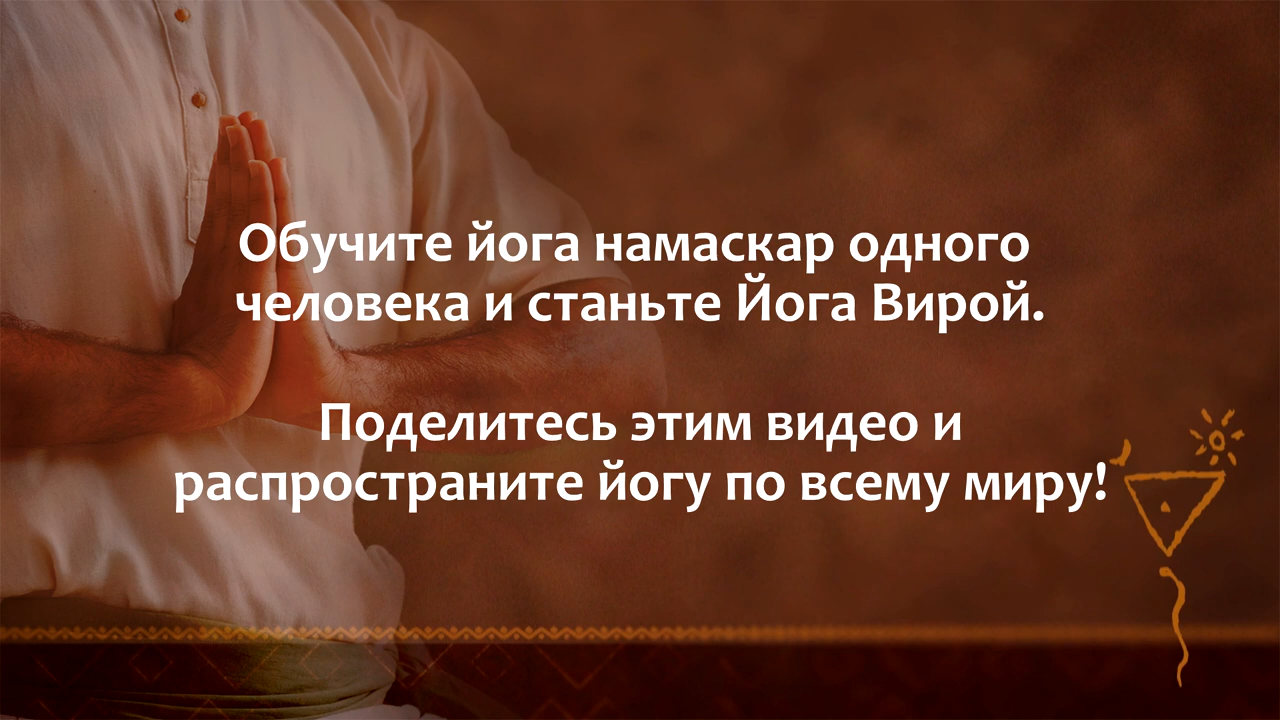 Обучите йога намаскар одного
человека и станьте Йога Вирой.
Поделитесь этим видео и
распространите йогу по всему миру!